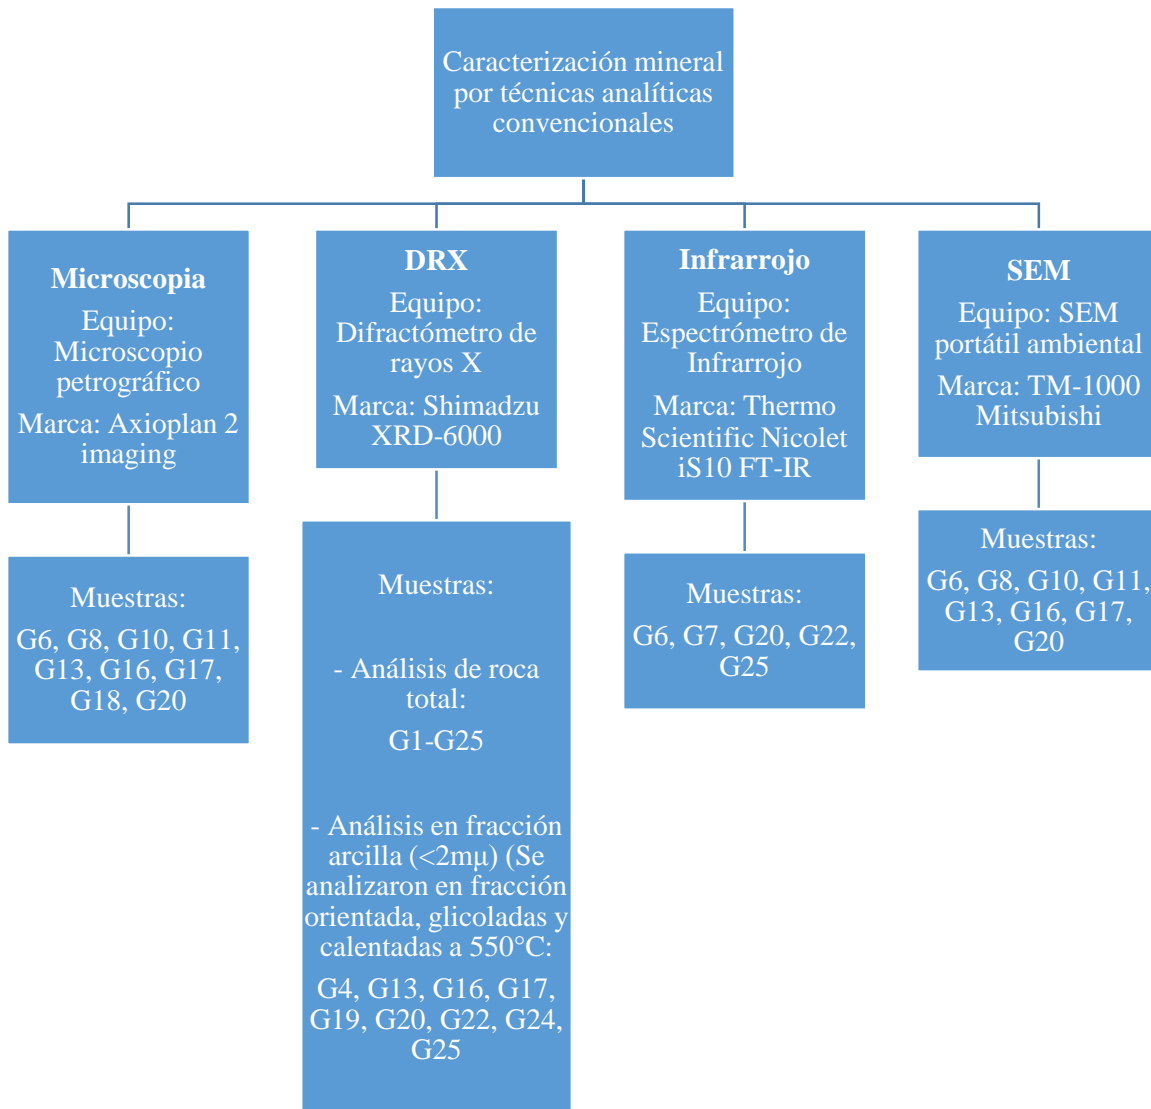 Caracterización mineral
por técnicas analíticas
convencionales
Microscopia
Equipo:
Microscopio
petrográfico
Marca: Axioplan 2
imaging
Muestras:
G6, G8, G10, G11,
G13, G16, G17,
G18, G20
DRX
Equipo:
Difractómetro de
rayos X
Marca: Shimadzu
XRD-6000
Muestras:
- Análisis de roca
total:
G1-G25
- Análisis en fracción
arcilla (<2mµ) (Se
analizaron en fracción
orientada, glicoladas y
calentadas a 550°C:
G4, G13, G16, G17,
G19, G20, G22, G24,
G25
Infrarrojo
Equipo:
Espectrómetro de
Infrarrojo
Marca: Thermo
Scientific Nicolet
iS10 FT-IR
Muestras:
G6, G7, G20, G22,
G25
SEM
Equipo: SEM
portátil ambiental
Marca: TM-1000
Mitsubishi
Muestras:
G6, G8, G10, G11,
G13, G16, G17,
G20